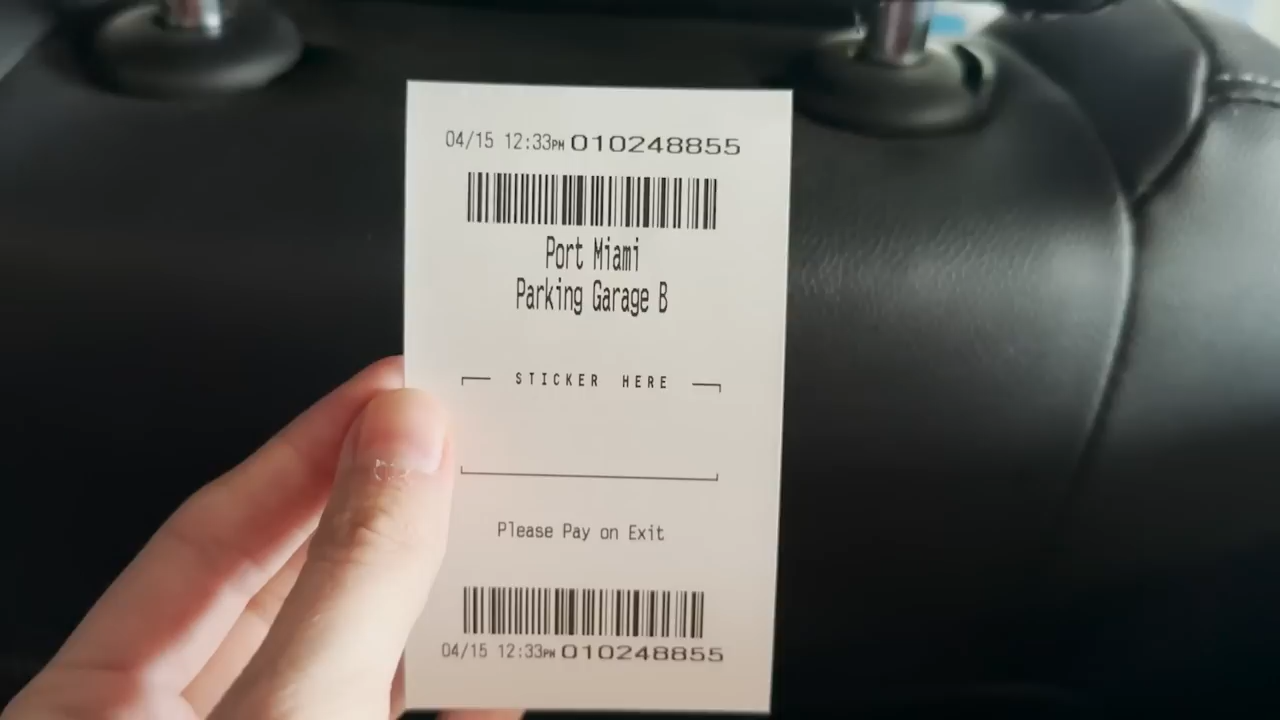 04/15 12:33PM 010248855
Port Miami
Parking Garage B
STICKER HERE
Please Pay on Exit
04/15 12:33PM 010248855